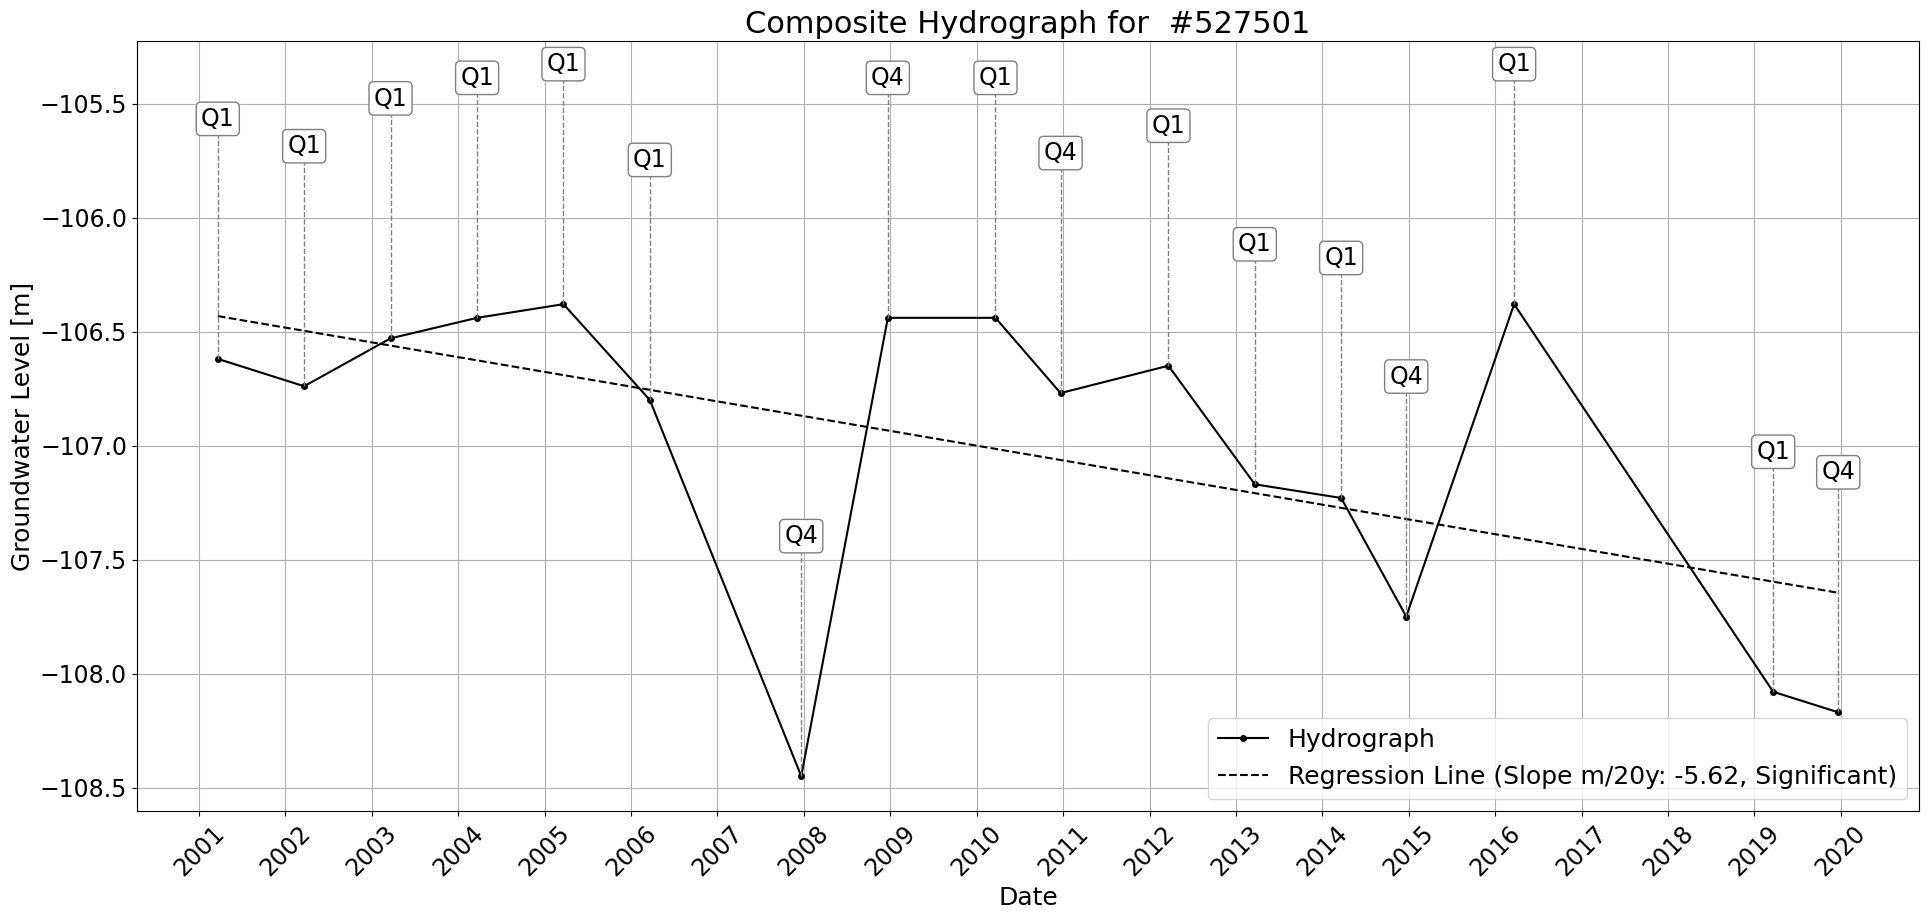 Composite Hydrograph for  #527501
Groundwater Level [m]
−105.5
−106.0
−106.5
−107.0
−107.5
−108.0
−108.5
Q1
Q1
Q1
Q1
Q1
Q1
Q4
Q4
Q1
Q4
Q1
Q1
Q1
Q4
Q1
Q1
Q4
Hydrograph
Regression Line (Slope m/20y: -5.62, Significant)
2001
2002
2003
2004
2005
2006
2007
2008
2009
2010
2011
2012
2013
2014
2015
2016
2017
2018
2019
2020
Date